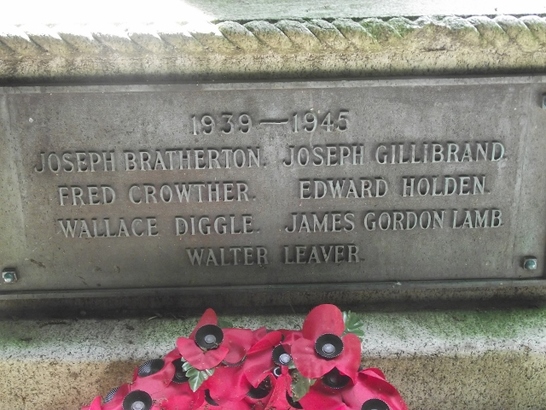 1939—1945
JOSEPH BRATHERTON. JOSEPH GILLIBRAND.
FRED CROWTHER. EDWARD HOLDEN.
WALLACE DIGGLE. JAMES GORDON LAMB.
WALTER LEAVER.